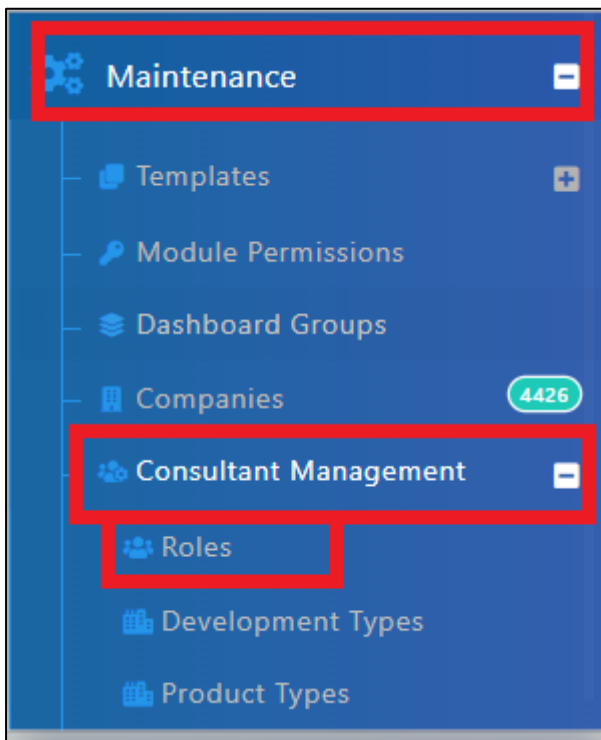 Maintenance
Templates
Module Permissions
Dashboard Groups
Companies 4426
Consultant Management
Roles
Development Types
Product Types